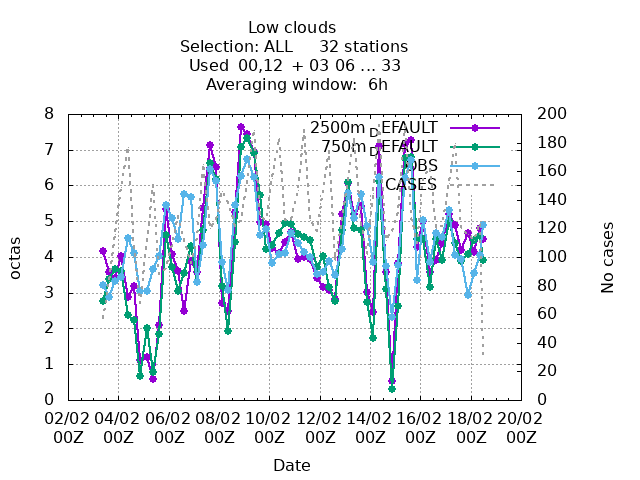 Low clouds
Selection: ALL 32 stations
Used 00,12 + 03 06 ... 33
Averaging window: 6h
8 200
7 180
6 160
5 140
4 120
3 100
2 80
1 60
0 40
20
0
2500m DEFAULT
750m DEFAULT
OBS
CASES
octas
No cases
02/02 04/02 06/02 08/02 10/02 12/02 14/02 16/02 18/02 20/02
00Z 00Z 00Z 00Z 00Z 00Z 00Z 00Z 00Z 00Z
Date